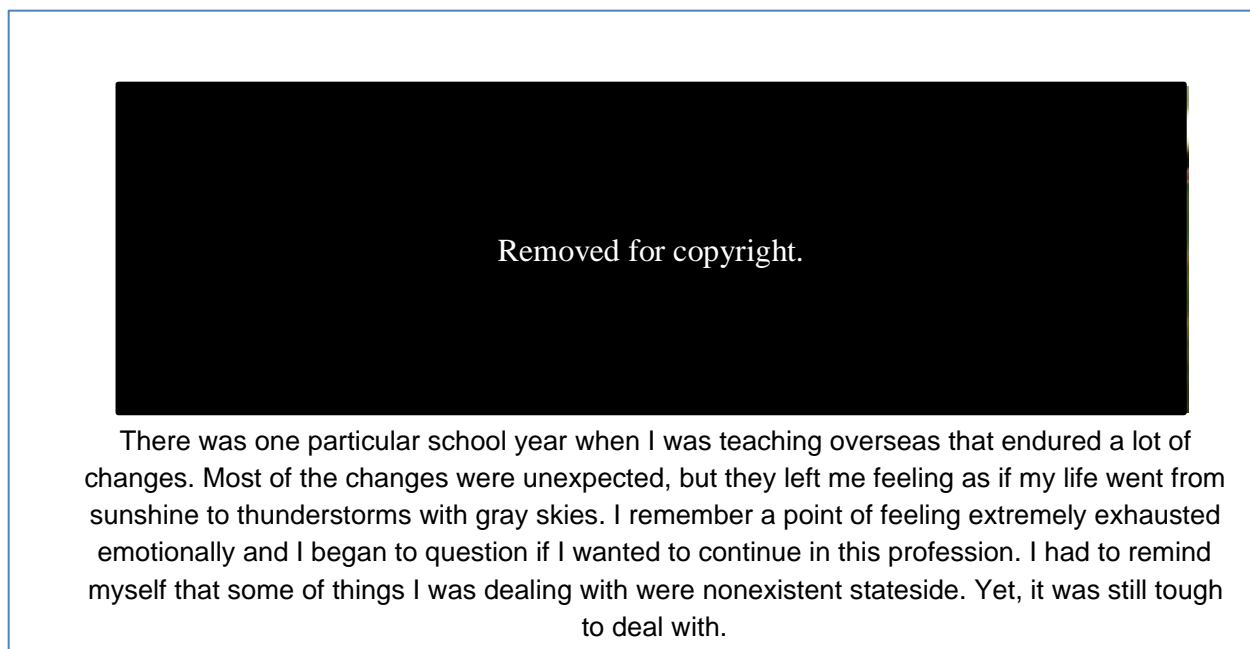 Removed for copyright.
There was one particular school year when I was teaching overseas that endured a lot of
changes. Most of the changes were unexpected, but they left me feeling as if my life went from
sunshine to thunderstorms with gray skies. I remember a point of feeling extremely exhausted
emotionally and I began to question if I wanted to continue in this profession. I had to remind
myself that some of things I was dealing with were nonexistent stateside. Yet, it was still tough
to deal with.